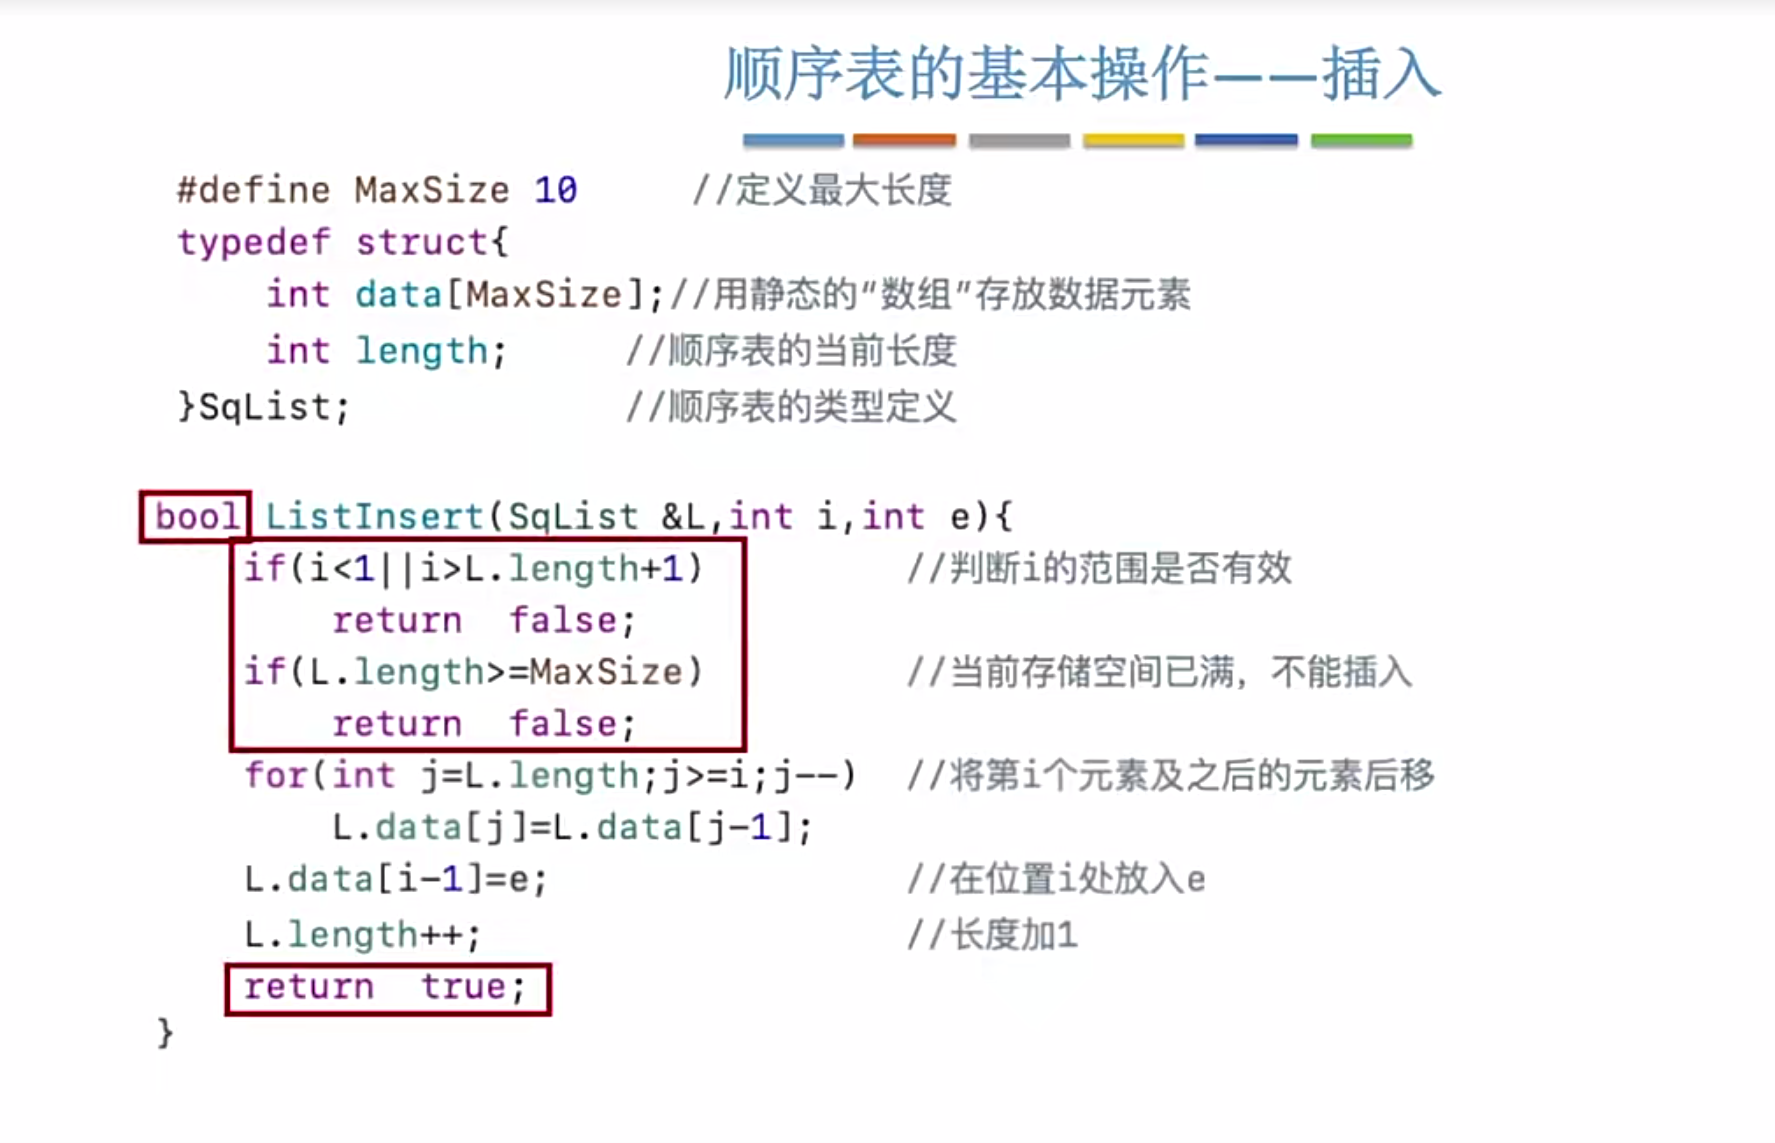 顺序表的基本操作——插入
#define MaxSize 10 //定义最大长度
typedef struct{
int data[MaxSize];//用静态的"数组"存放数据元素
int length; //顺序表的当前长度
}SqList; //顺序表的类型定义
bool ListInsert(SqList &L,int i,int e){
if(i<1||i>L.length+1) //判断i的范围是否有效
return false;
if(L.length>=MaxSize) //当前存储空间已满，不能插入
return false;
for(int j=L.length;j>=i;j--) //将第i个元素及之后的元素后移
L.data[j]=L.data[j-1];
L.data[i-1]=e; //在位置i处放入e
L.length++; //长度加1
return true;
}